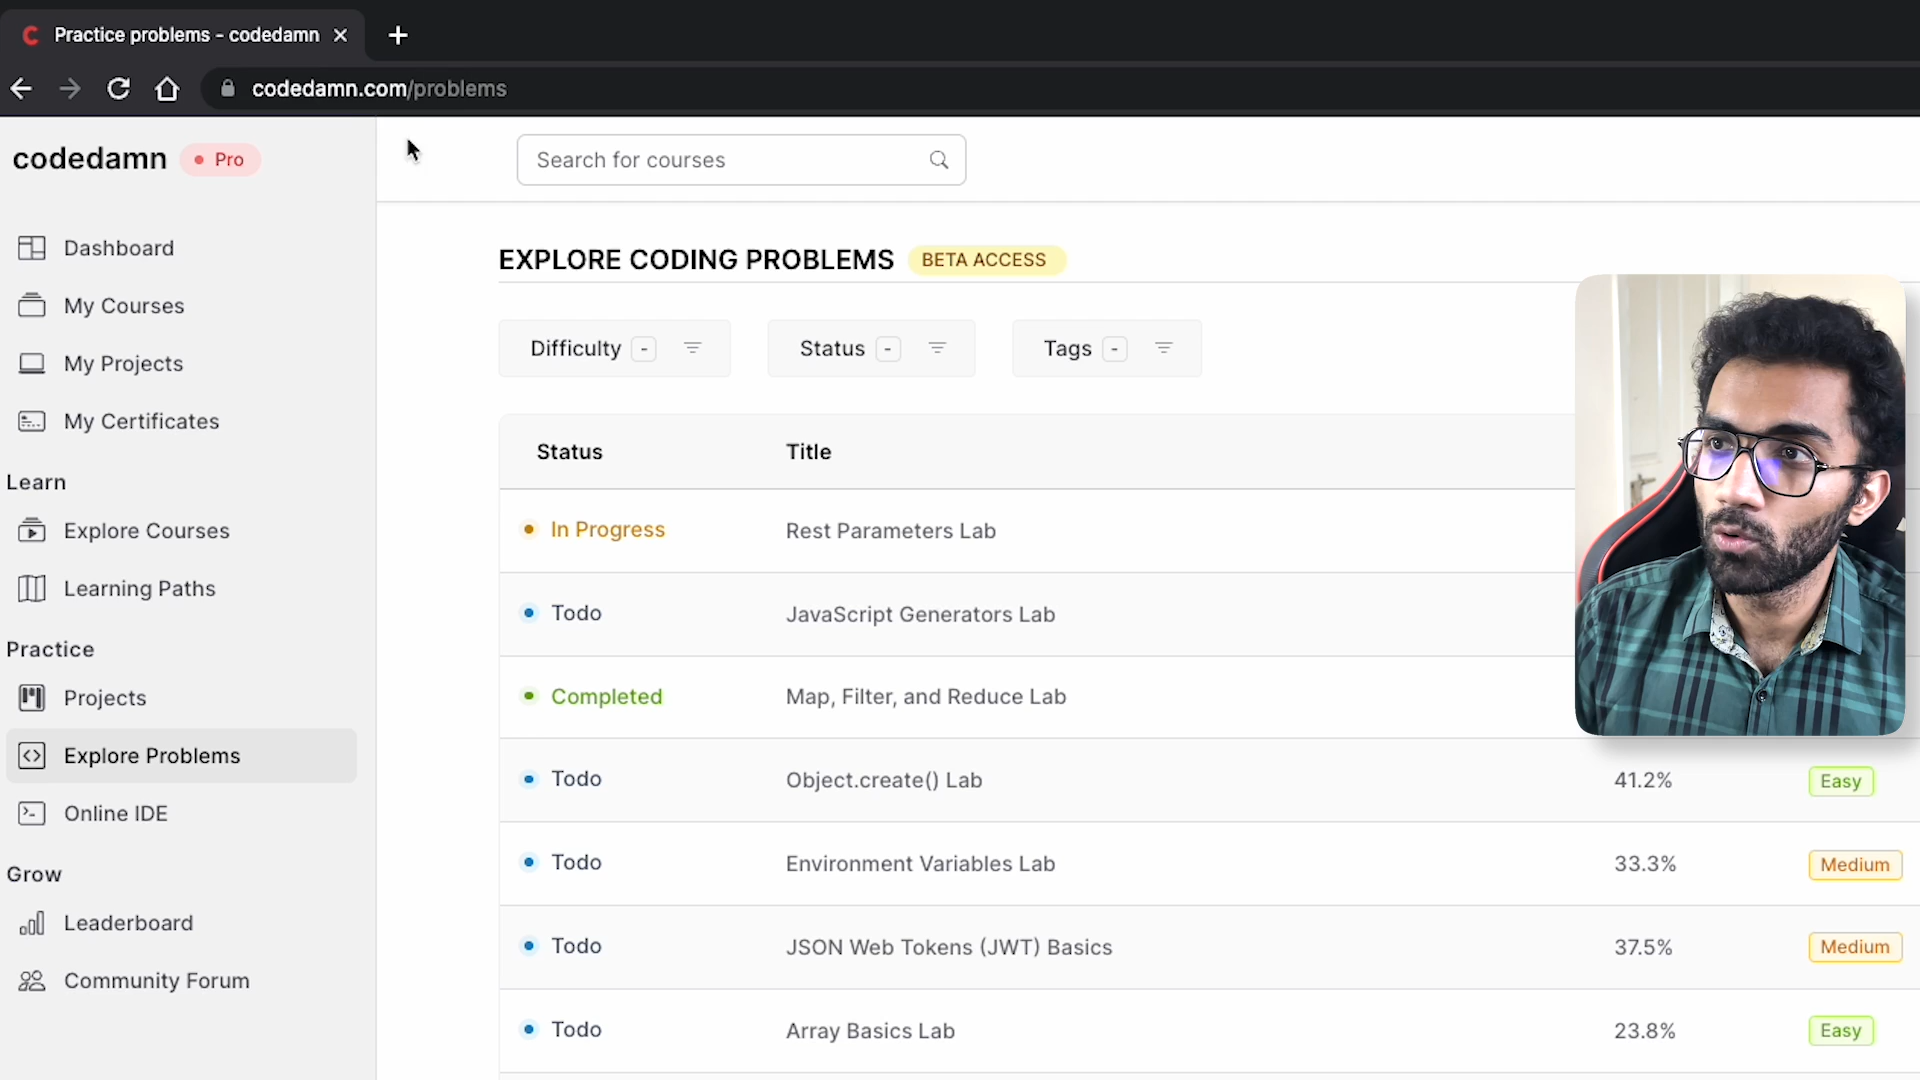 Practice problems - codedamn
codedamn.com/problems
codedamn
Pro
Search for courses
Dashboard
My Courses
My Projects
My Certificates
Learn
Explore Courses
Learning Paths
Practice
Projects
Explore Problems
Online IDE
Grow
Leaderboard
Community Forum
EXPLORE CODING PROBLEMS BETA ACCESS
Difficulty - Status - Tags -
Status Title
In Progress Rest Parameters Lab
Todo JavaScript Generators Lab
Completed Map, Filter, and Reduce Lab
Todo Object.create() Lab 41.2% Easy
Todo Environment Variables Lab 33.3% Medium
Todo JSON Web Tokens (JWT) Basics 37.5% Medium
Todo Array Basics Lab 23.8% Easy